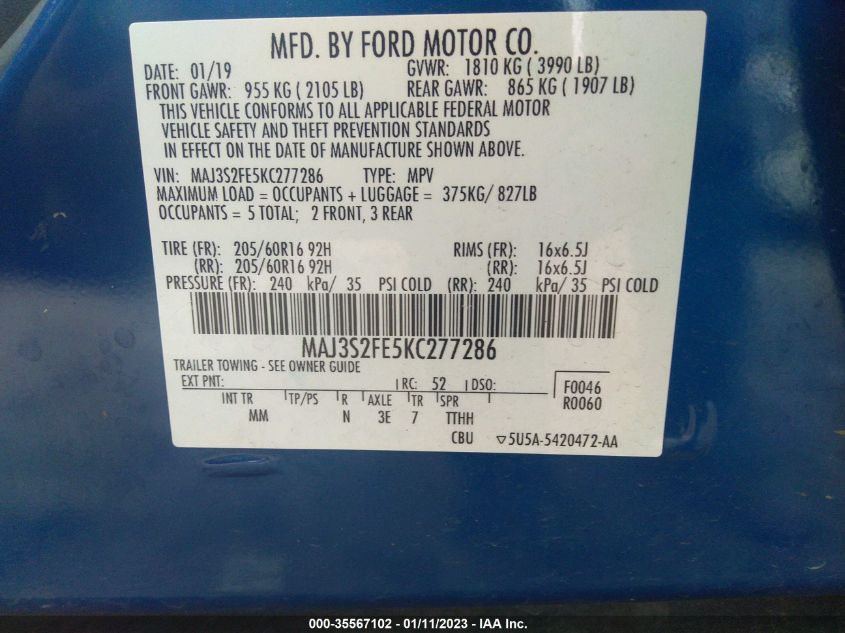 MFD. BY FORD MOTOR CO.
DATE: 01/19 GVWR: 1810 KG ( 3990 LB)
FRONT GAWR: 955 KG ( 2105 LB) REAR GAWR: 865 KG ( 1907 LB)
THIS VEHICLE CONFORMS TO ALL APPLICABLE FEDERAL MOTOR
VEHICLE SAFETY AND THEFT PREVENTION STANDARDS
IN EFFECT ON THE DATE OF MANUFACTURE SHOWN ABOVE.
VIN: MAJ3S2FE5KC277286 TYPE: MPV
MAXIMUM LOAD = OCCUPANTS + LUGGAGE = 375KG/ 827LB
OCCUPANTS = 5 TOTAL; 2 FRONT, 3 REAR
TIRE (FR): 205/60R16 92H RIMS (FR): 16x6.5J
(RR): 205/60R16 92H (RR): 16x6.5J
PRESSURE (FR): 240 kPa/ 35 PSI COLD (RR): 240 kPa/ 35 PSI COLD
MAJ3S2FE5KC277286
TRAILER TOWING - SEE OWNER GUIDE
EXT PNT: RC: 52 DSO: F0046
INT TR TP/PS R AXLE TR SPR R0060
MM N 3E 7 TTHH
CBU ▽5U5A-5420472-AA
000-35567102 - 01/11/2023 - IAA Inc.